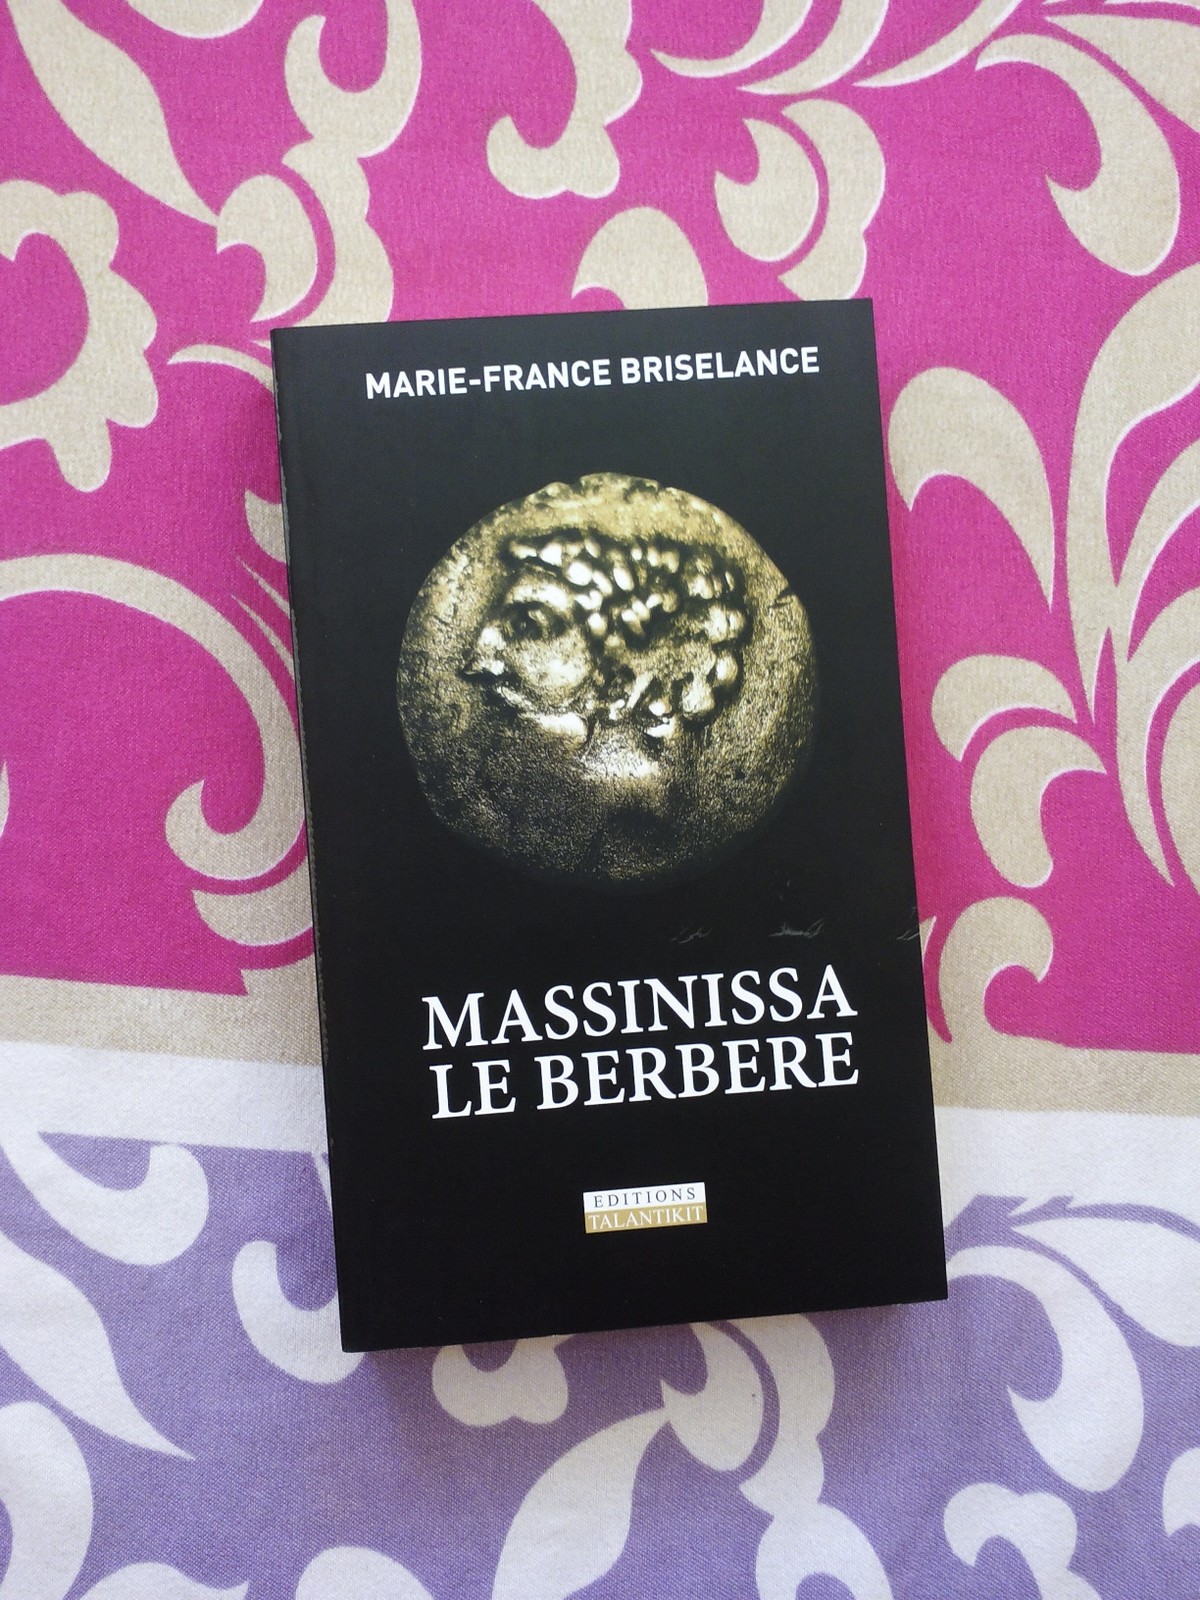 MARIE-FRANCE BRISELANCE
MASSINISSA
LE BERBERE
EDITIONS
TALANTIKIT